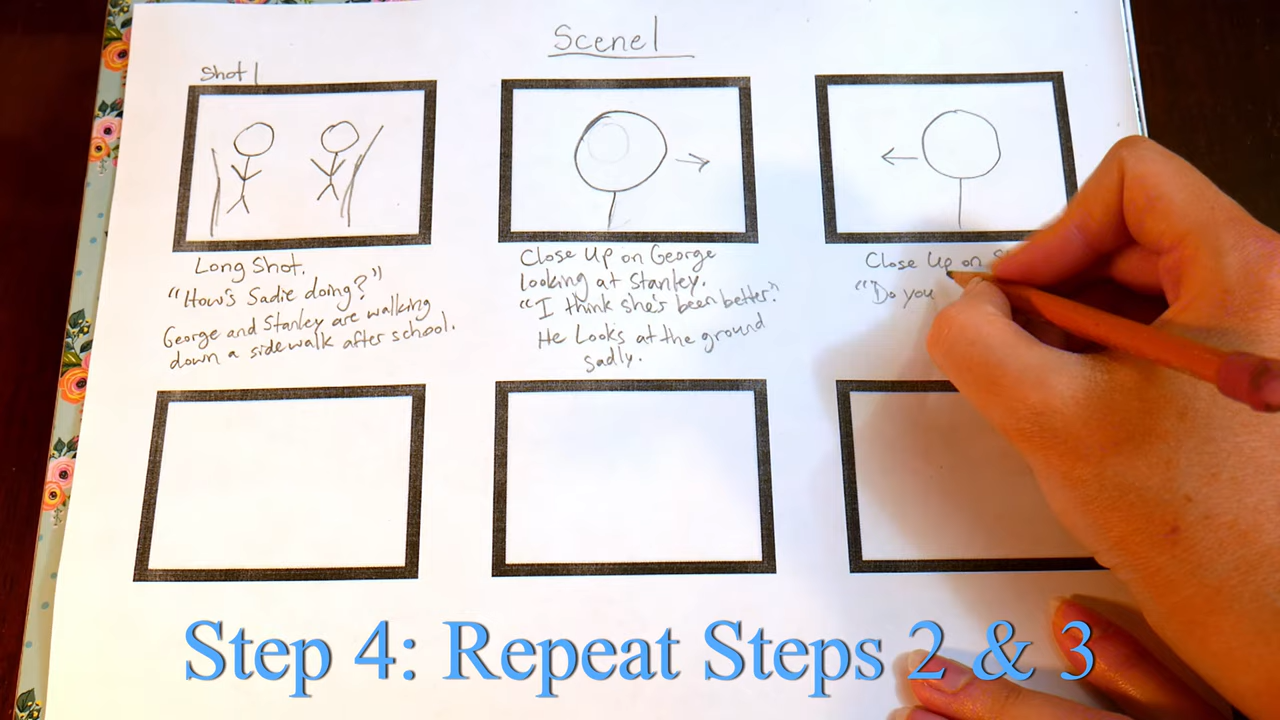 Scene 1
Shot 1
Long Shot.
"How's Sadie doing?"
George and Stanley are walking
down a sidewalk after school.
Close Up on George
looking at Stanley.
"I think she's been better."
He Looks at the ground
sadly.
Close Up on S
"Do you
Step 4: Repeat Steps 2 & 3